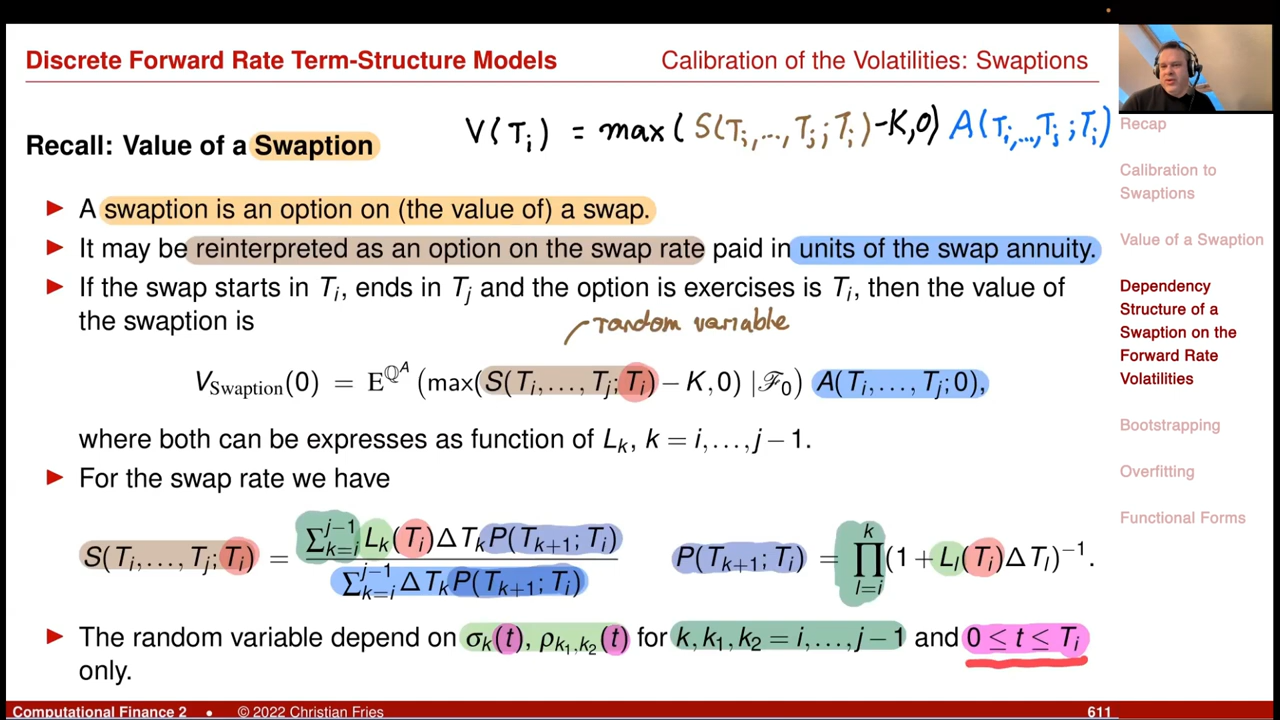 Discrete Forward Rate Term-Structure Models
Calibration of the Volatilities: Swaptions
V(T_i) = max( S(T_i,...,T_j; T_i) - K, 0) A(T_i,...,T_j; T_i)
Recall: Value of a Swaption
▶ A swaption is an option on (the value of) a swap.
▶ It may be reinterpreted as an option on the swap rate paid in units of the swap annuity.
▶ If the swap starts in T_i, ends in T_j and the option is exercises is T_i, then the value of
the swaption is
random variable
V_Swaption(0) = E^{ℚ^A} (max(S(T_i,…,T_j;T_i) − K,0) | ℱ_0) A(T_i,…,T_j;0),
where both can be expresses as function of L_k, k = i,…,j−1.
▶ For the swap rate we have
S(T_i,…,T_j;T_i) = \frac{∑_{k=i}^{j−1} L_k(T_i)ΔT_k P(T_{k+1};T_i)}{∑_{k=i}^{j−1} ΔT_k P(T_{k+1};T_i)} P(T_{k+1};T_i) = ∏_{l=i}^{k} (1 + L_l(T_i)ΔT_l)^{−1}.
▶ The random variable depend on σ_k(t), ρ_{k_1,k_2}(t) for k,k_1,k_2 = i,…,j−1 and 0 ≤ t ≤ T_i
only.
Recap
Calibration to
Swaptions
Value of a Swaption
Dependency
Structure of a
Swaption on the
Forward Rate
Volatilities
Bootstrapping
Overfitting
Functional Forms
Computational Finance 2 • © 2022 Christian Fries
611